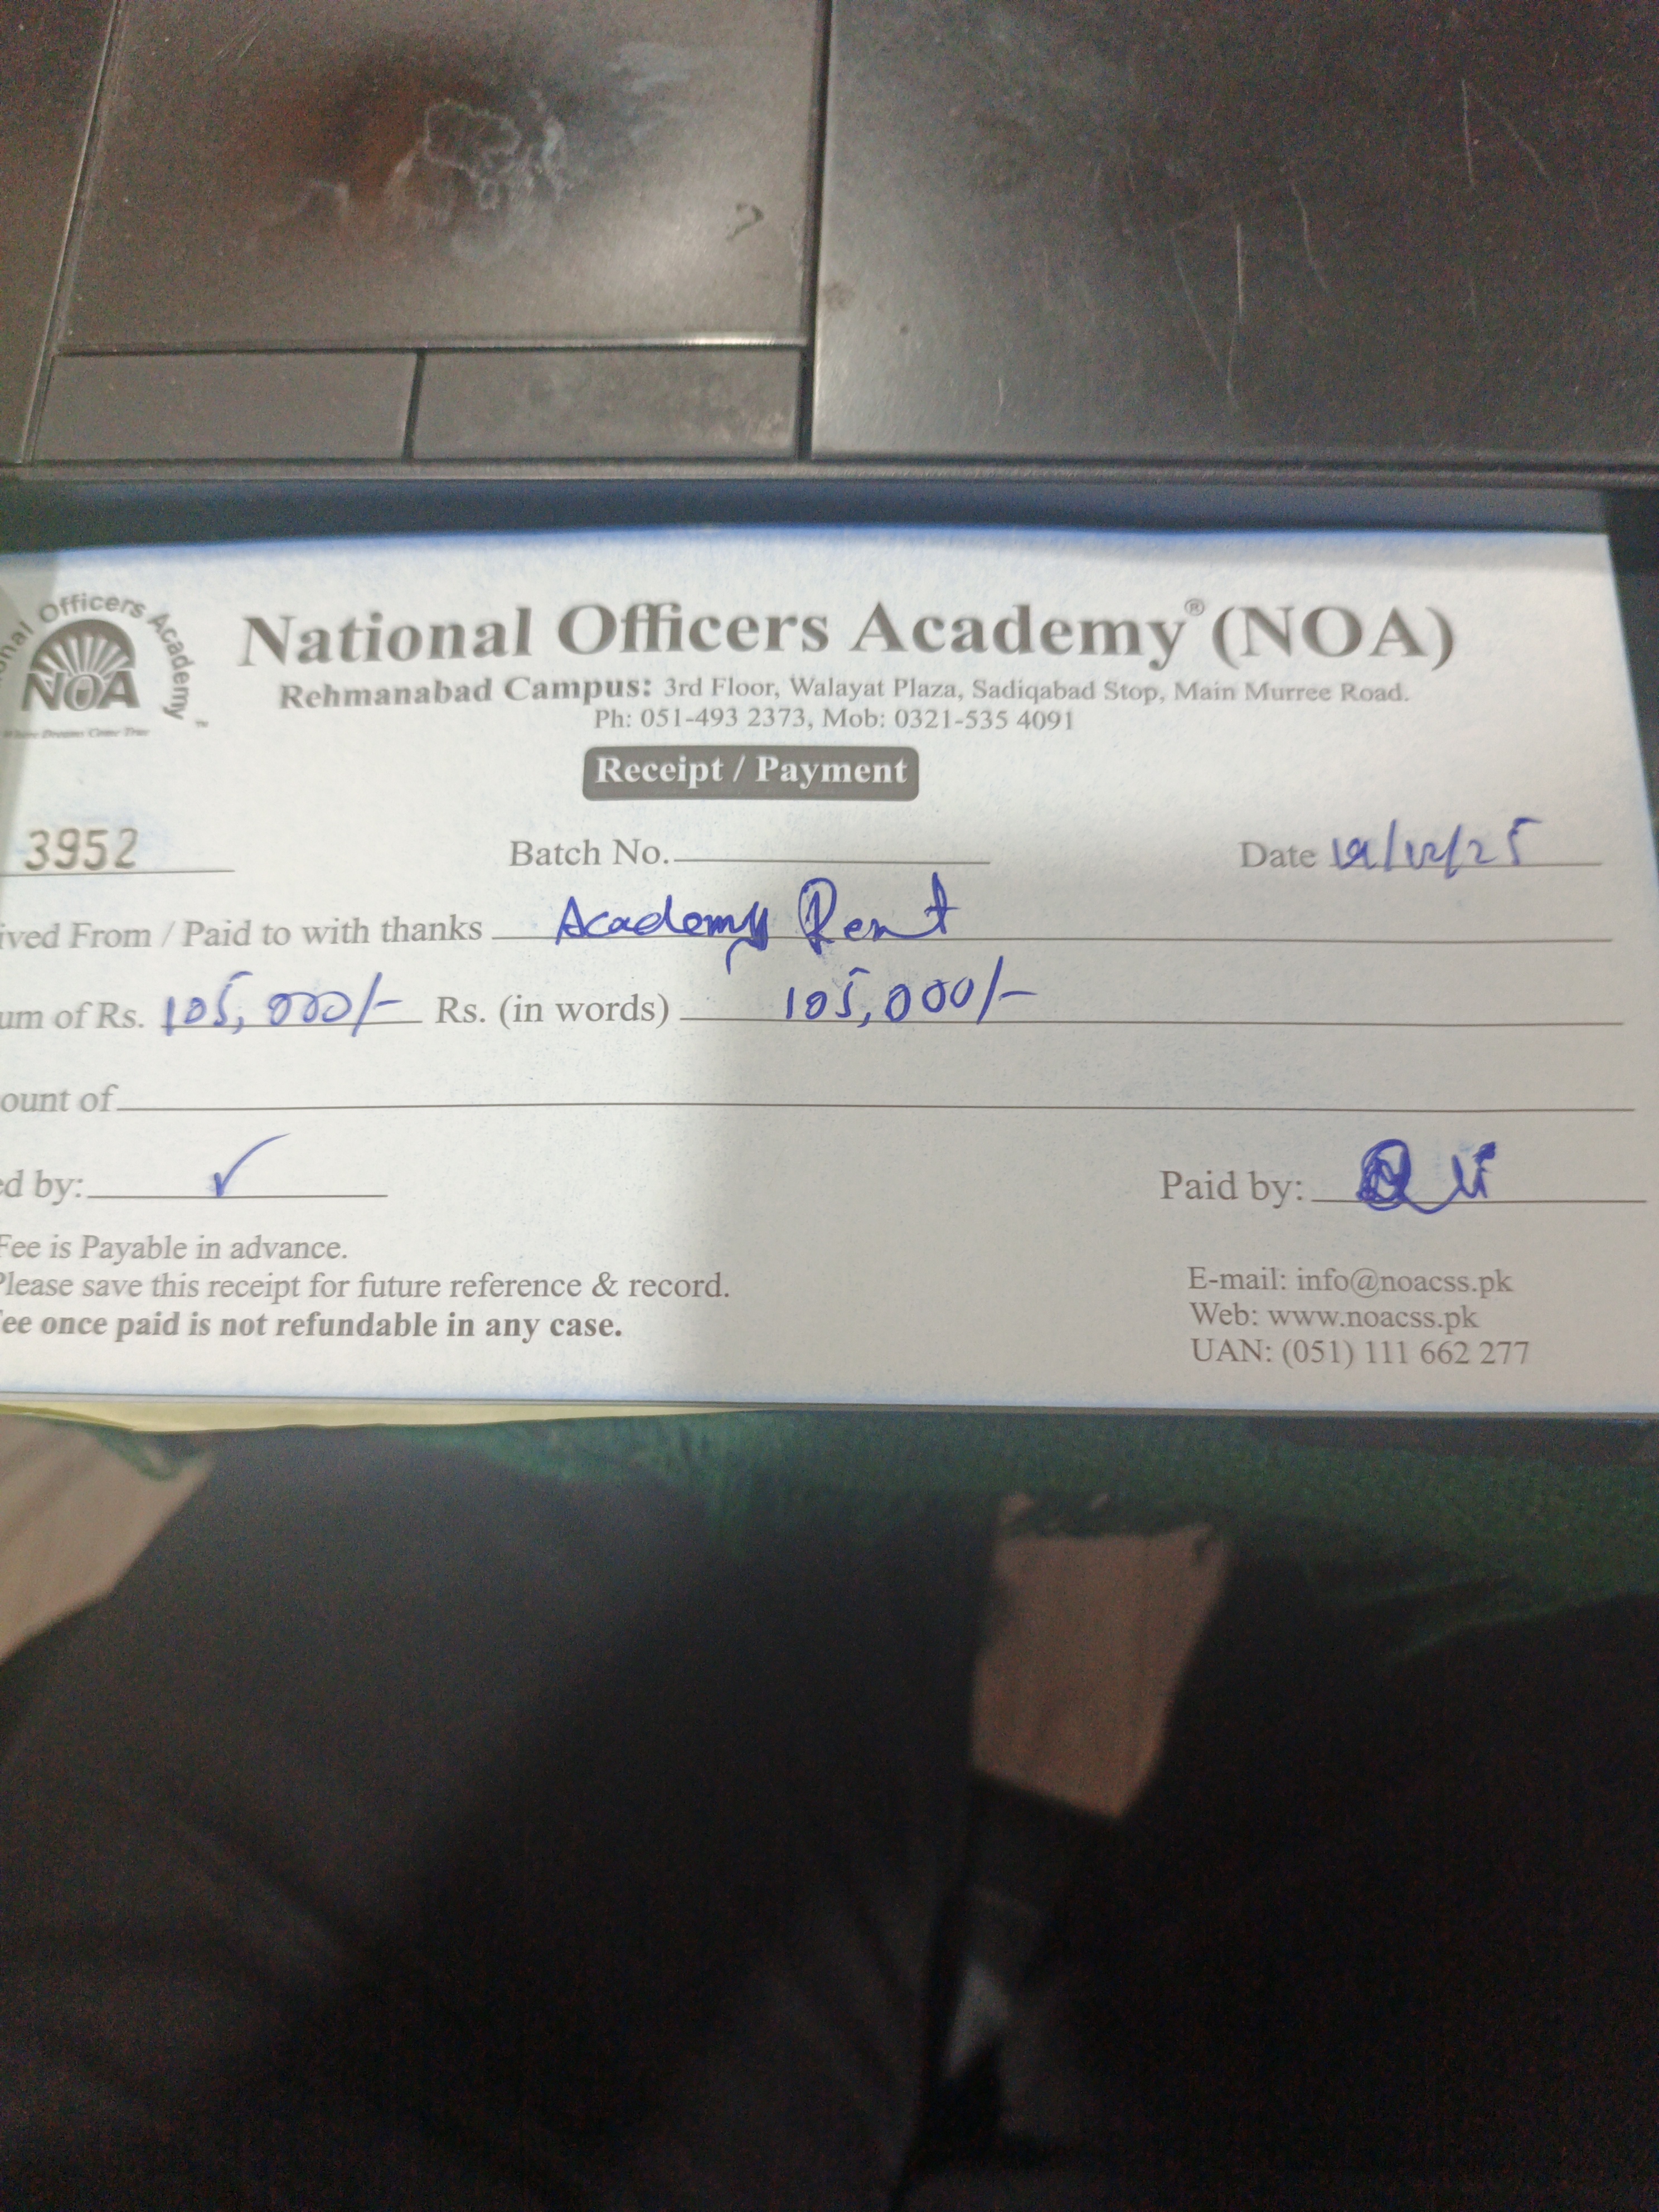 Officers Academy
NOA
National Officers Academy® (NOA)
Rehmanabad Campus: 3rd Floor, Walayat Plaza, Sadiqabad Stop, Main Murree Road.
Ph: 051-493 2373, Mob: 0321-535 4091
Receipt / Payment
3952 Batch No. Date /12/25
ived From / Paid to with thanks Academy Rent
um of Rs. 105,000/- Rs. (in words) 105,000/-
ount of
ed by: Paid by:
Fee is Payable in advance.
Please save this receipt for future reference & record.
ee once paid is not refundable in any case.
E-mail: info@noacss.pk
Web: www.noacss.pk
UAN: (051) 111 662 277